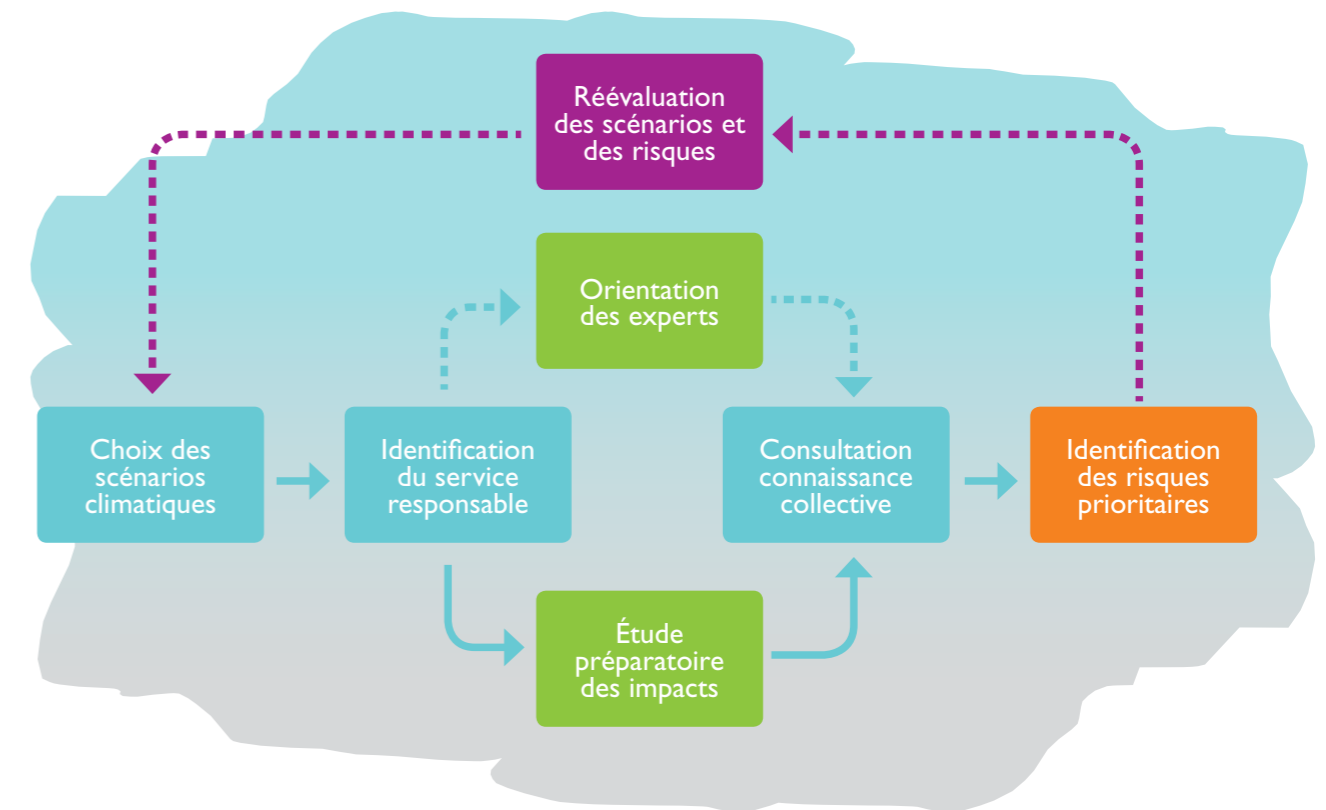 Réévaluation
des scénarios et
des risques
Orientation
des experts
Choix des
scénarios
climatiques
Identification
du service
responsable
Consultation
connaissance
collective
Identification
des risques
prioritaires
Étude
préparatoire
des impacts